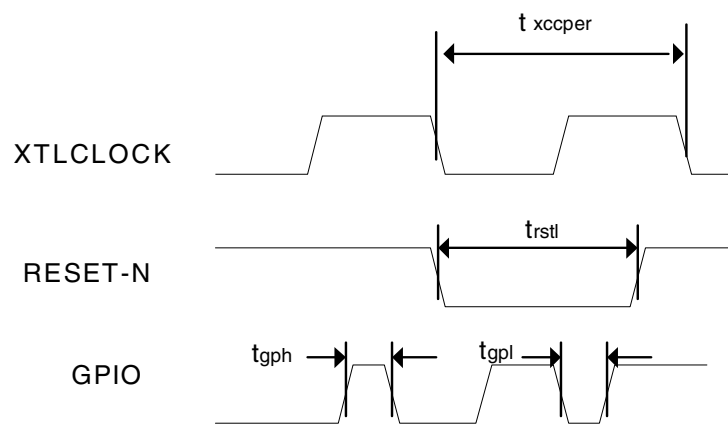 t xccper
XTLCLOCK
trstl
RESET-N
tgph
tgpl
GPIO